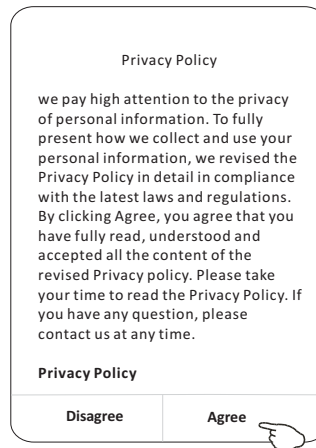 Privacy Policy
we pay high attention to the privacy
of personal information. To fully
present how we collect and use your
personal information, we revised the
Privacy Policy in detail in compliance
with the latest laws and regulations.
By clicking Agree, you agree that you
have fully read, understood and
accepted all the content of the
revised Privacy policy. Please take
your time to read the Privacy Policy. If
you have any question, please
contact us at any time.
Privacy Policy
Disagree Agree